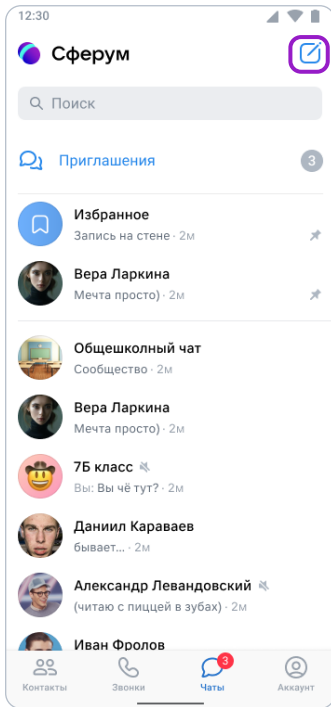 12:30
Сферум
Поиск
Приглашения
3
Избранное
Запись на стене · 2м
Вера Ларкина
Мечта просто) · 2м
Общешколный чат
Сообщество · 2м
Вера Ларкина
Мечта просто) · 2м
7Б класс
Вы: Вы чё тут? · 2м
Даниил Караваев
бывает... · 2м
Александр Левандовский
(читаю с пиццей в зубах) · 2м
Иван Фролов
3
Контакты
Звонки
Чаты
Аккаунт